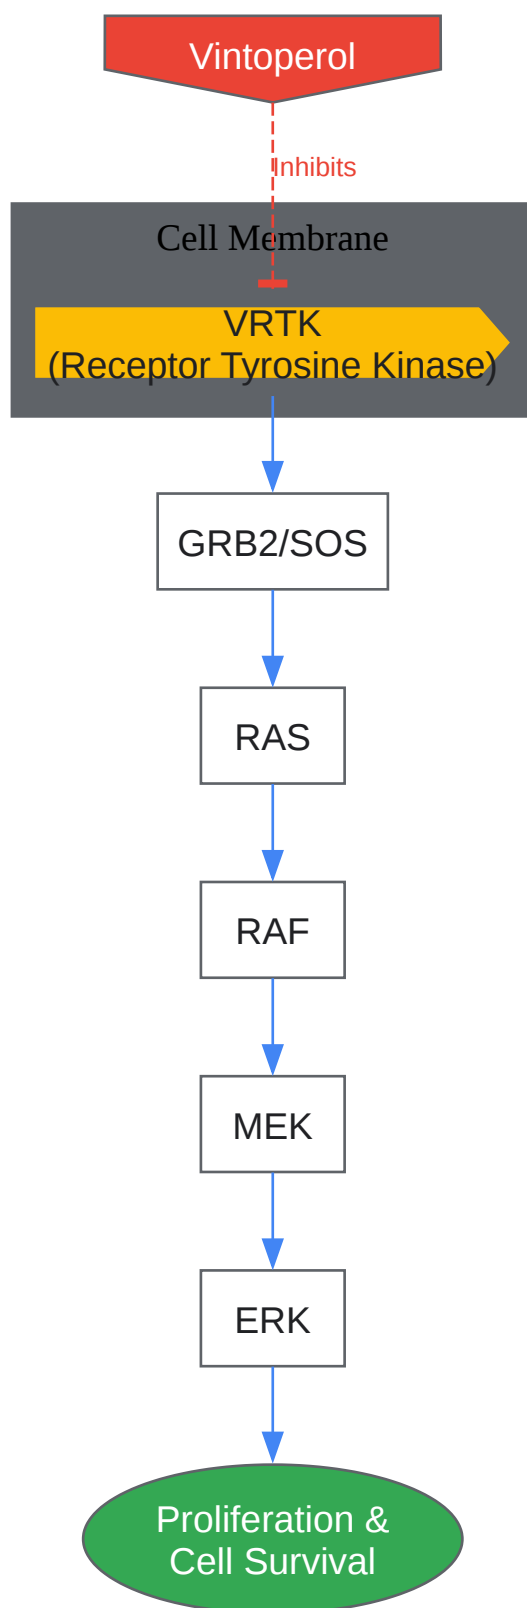 Vintoperol
Inhibits
Cell Membrane
VRTK
(Receptor Tyrosine Kinase)
GRB2/SOS
RAS
RAF
MEK
ERK
Proliferation &
Cell Survival